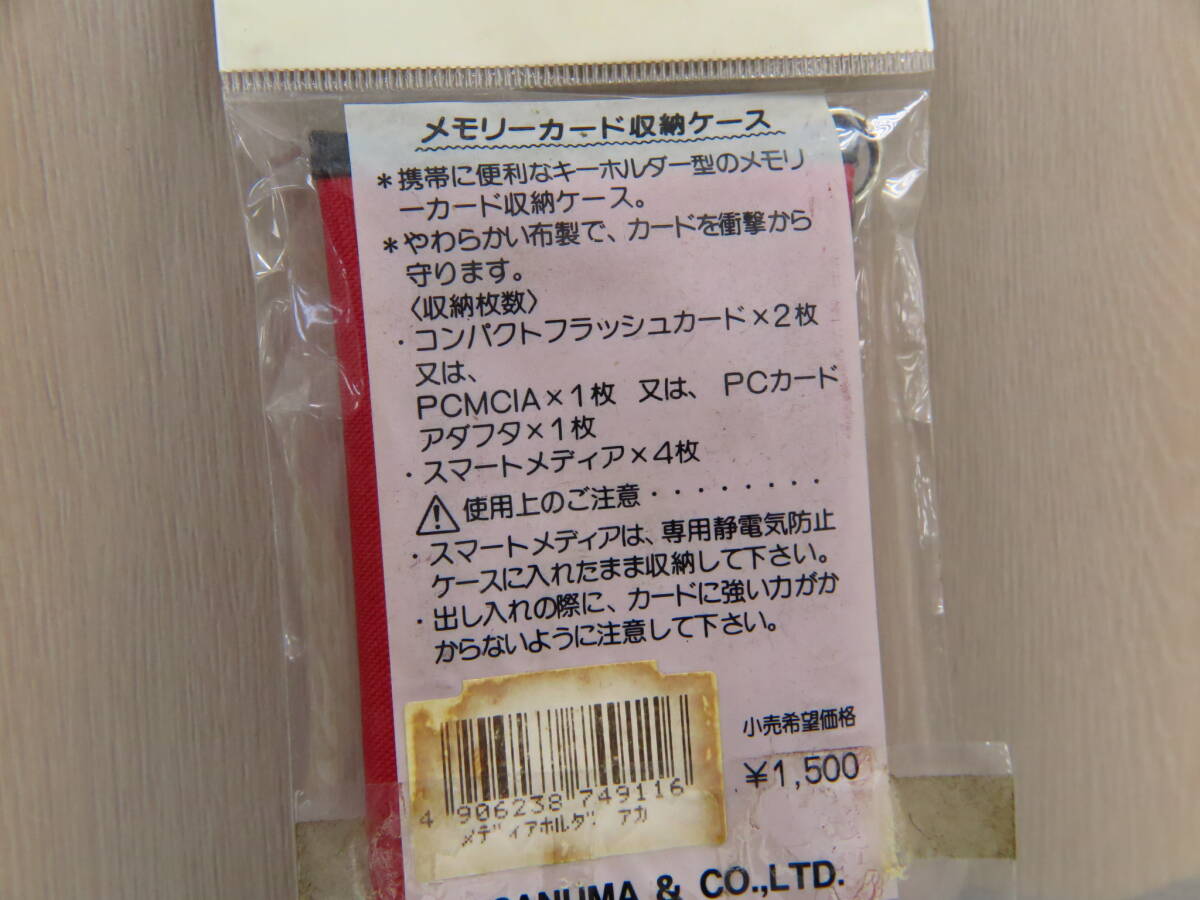 メモリーカード収納ケース
*携帯に便利なキーホルダー型のメモリ
ーカード収納ケース。
*やわらかい布製で、カードを衝撃から
守ります。
〈収納枚数〉
・コンパクトフラッシュカード×2枚
又は、
PCMCIA×1枚 又は、 PCカード
アダフタ×1枚
・スマートメディア×4枚
⚠使用上のご注意・・・・・・・・
・スマートメディアは、専用静電気防止
ケースに入れたまま収納して下さい。
・出し入れの際に、カードに強い力がか
からないように注意して下さい。
小売希望価格
¥1,500
4 906238 749116
メディアホルダ アカ
& CO.,LTD.